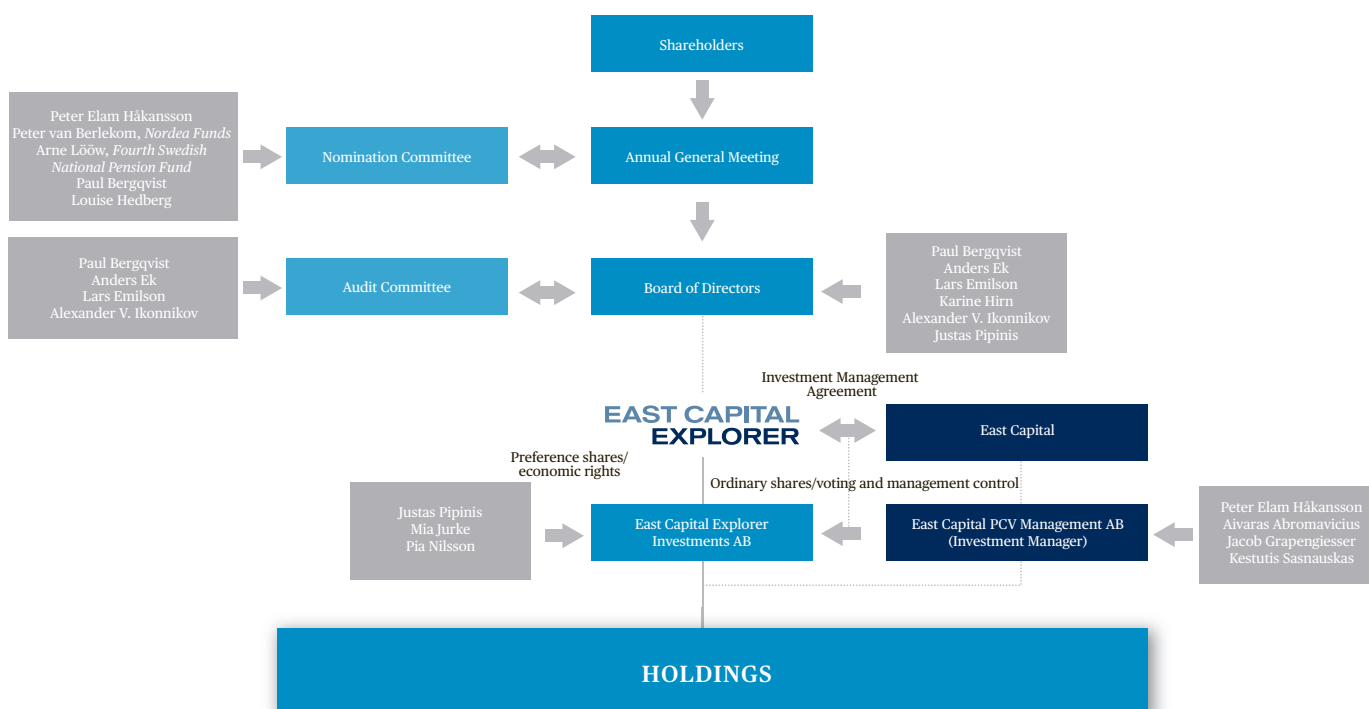 Shareholders
Peter Elam Håkansson
Peter van Berlekom, Nordea Funds
Arne Lööw, Fourth Swedish
National Pension Fund
Paul Bergqvist
Louise Hedberg
Nomination Committee
Annual General Meeting
Paul Bergqvist
Anders Ek
Lars Emilson
Alexander V. Ikonnikov
Audit Committee
Board of Directors
Paul Bergqvist
Anders Ek
Lars Emilson
Karine Hirn
Alexander V. Ikonnikov
Justas Pipinis
Investment Management
Agreement
EAST CAPITAL
EXPLORER
East Capital
Preference shares/
economic rights
Ordinary shares/voting and management control
Justas Pipinis
Mia Jurke
Pia Nilsson
East Capital Explorer
Investments AB
East Capital PCV Management AB
(Investment Manager)
Peter Elam Håkansson
Aivaras Abromavicius
Jacob Grapengiesser
Kestutis Sasnauskas
HOLDINGS